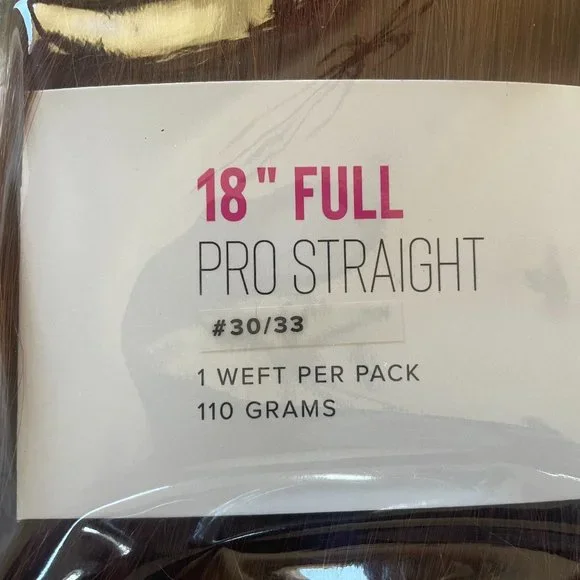 18" FULL
PRO STRAIGHT
#30/33
1 WEFT PER PACK
110 GRAMS